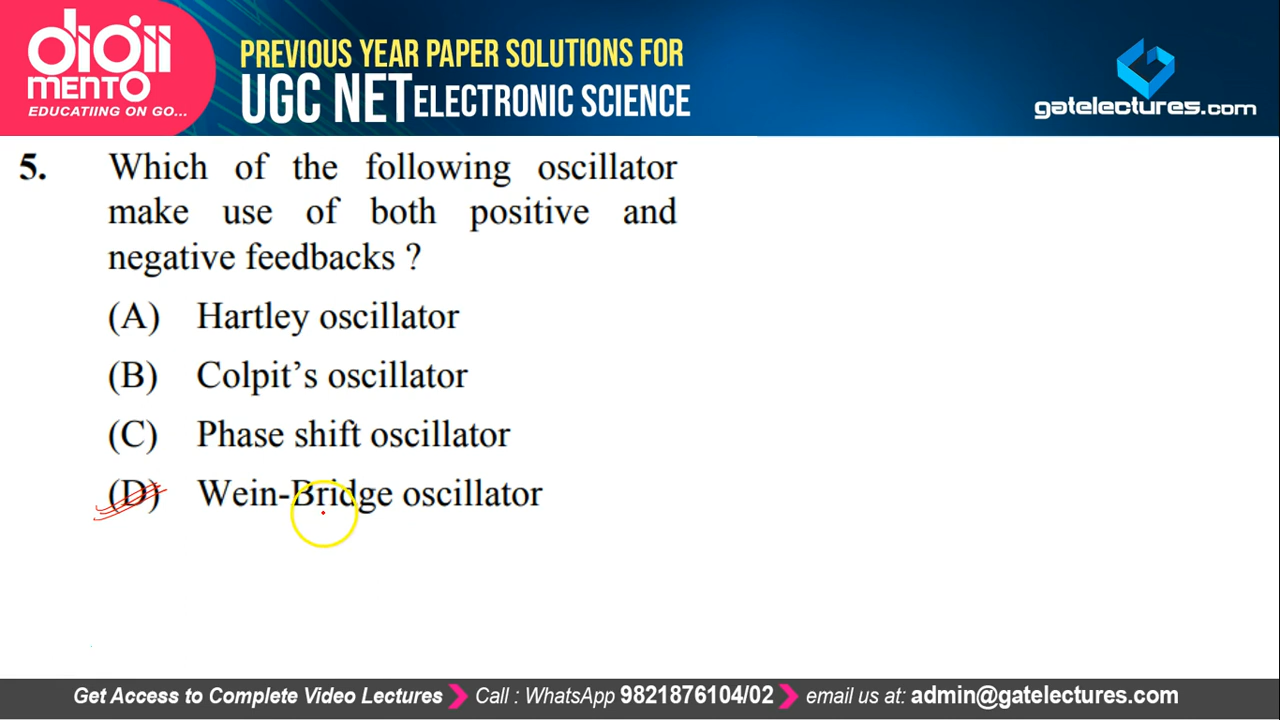 diGii
MENTO
EDUCATIING ON GO...
PREVIOUS YEAR PAPER SOLUTIONS FOR
UGC NET ELECTRONIC SCIENCE
gatelectures.com
5. Which of the following oscillator
make use of both positive and
negative feedbacks ?
(A) Hartley oscillator
(B) Colpit’s oscillator
(C) Phase shift oscillator
(D) Wein-Bridge oscillator
Get Access to Complete Video Lectures Call : WhatsApp 9821876104/02 email us at: admin@gatelectures.com